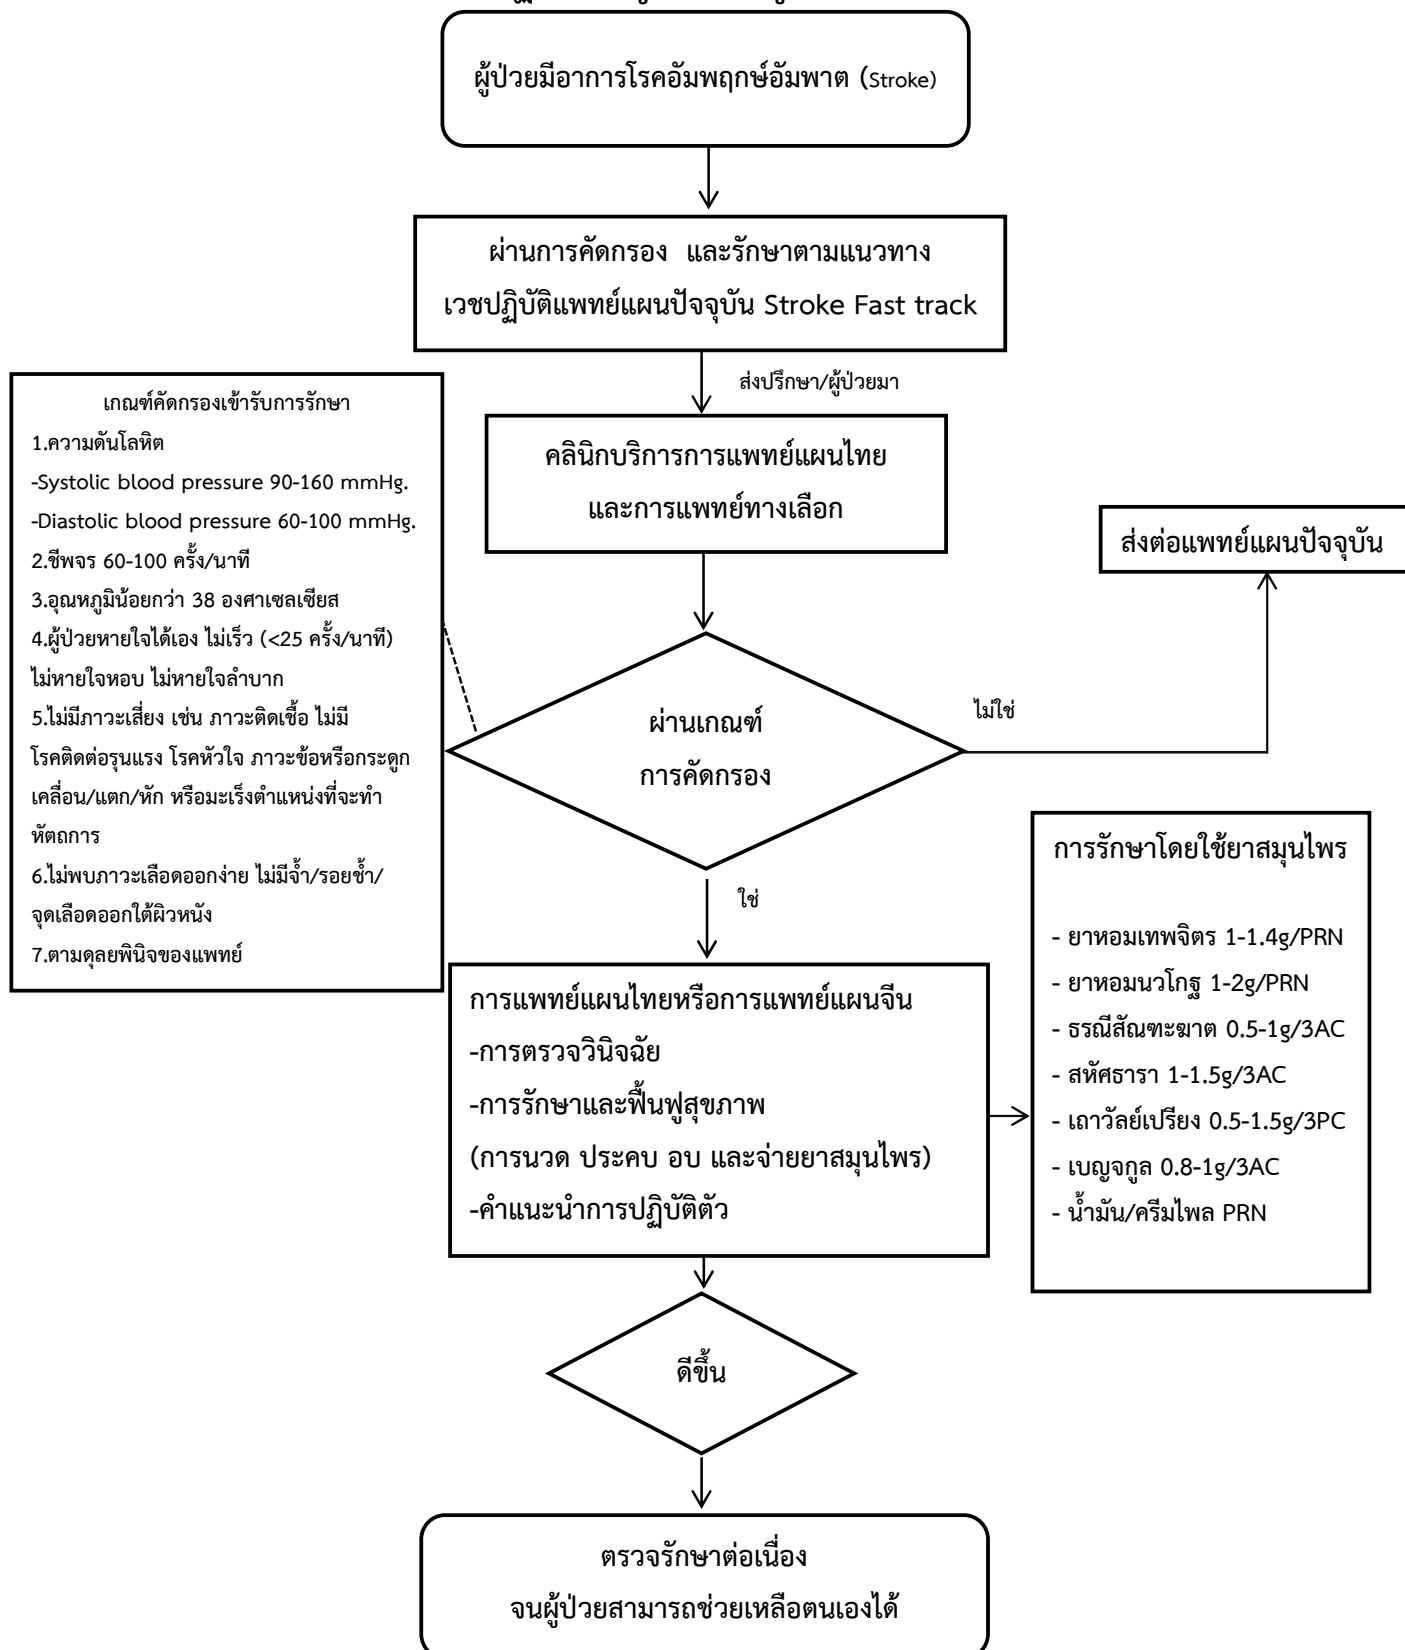 ผู้ป่วยมีอาการโรคอัมพฤกษ์อัมพาต (Stroke)
ผ่านการคัดกรอง และรักษาตามแนวทาง
เวชปฏิบัติแพทย์แผนปัจจุบัน Stroke Fast track
ส่งปรึกษา/ผู้ป่วยมา
เกณฑ์คัดกรองเข้ารับการรักษา
1.ความดันโลหิต
-Systolic blood pressure 90-160 mmHg.
-Diastolic blood pressure 60-100 mmHg.
2.ชีพจร 60-100 ครั้ง/นาที
3.อุณหภูมิน้อยกว่า 38 องศาเซลเซียส
4.ผู้ป่วยหายใจได้เอง ไม่เร็ว (<25 ครั้ง/นาที)
ไม่หายใจหอบ ไม่หายใจลำบาก
5.ไม่มีภาวะเสี่ยง เช่น ภาวะติดเชื้อ ไม่มี
โรคติดต่อรุนแรง โรคหัวใจ ภาวะข้อหรือกระดูก
เคลื่อน/แตก/หัก หรือมะเร็งตำแหน่งที่จะทำ
หัตถการ
6.ไม่พบภาวะเลือดออกง่าย ไม่มีจ้ำ/รอยช้ำ/
จุดเลือดออกใต้ผิวหนัง
7.ตามดุลยพินิจของแพทย์
คลินิกบริการการแพทย์แผนไทย
และการแพทย์ทางเลือก
ส่งต่อแพทย์แผนปัจจุบัน
ผ่านเกณฑ์
การคัดกรอง
ไม่ใช่
ใช่
การแพทย์แผนไทยหรือการแพทย์แผนจีน
-การตรวจวินิจฉัย
-การรักษาและฟื้นฟูสุขภาพ
(การนวด ประคบ อบ และจ่ายยาสมุนไพร)
-คำแนะนำการปฏิบัติตัว
การรักษาโดยใช้ยาสมุนไพร
- ยาหอมเทพจิตร 1-1.4g/PRN
- ยาหอมนวโกฐ 1-2g/PRN
- ธรณีสัณฑะฆาต 0.5-1g/3AC
- สหัศธารา 1-1.5g/3AC
- เถาวัลย์เปรียง 0.5-1.5g/3PC
- เบญจกูล 0.8-1g/3AC
- น้ำมัน/ครีมไพล PRN
ดีขึ้น
ตรวจรักษาต่อเนื่อง
จนผู้ป่วยสามารถช่วยเหลือตนเองได้